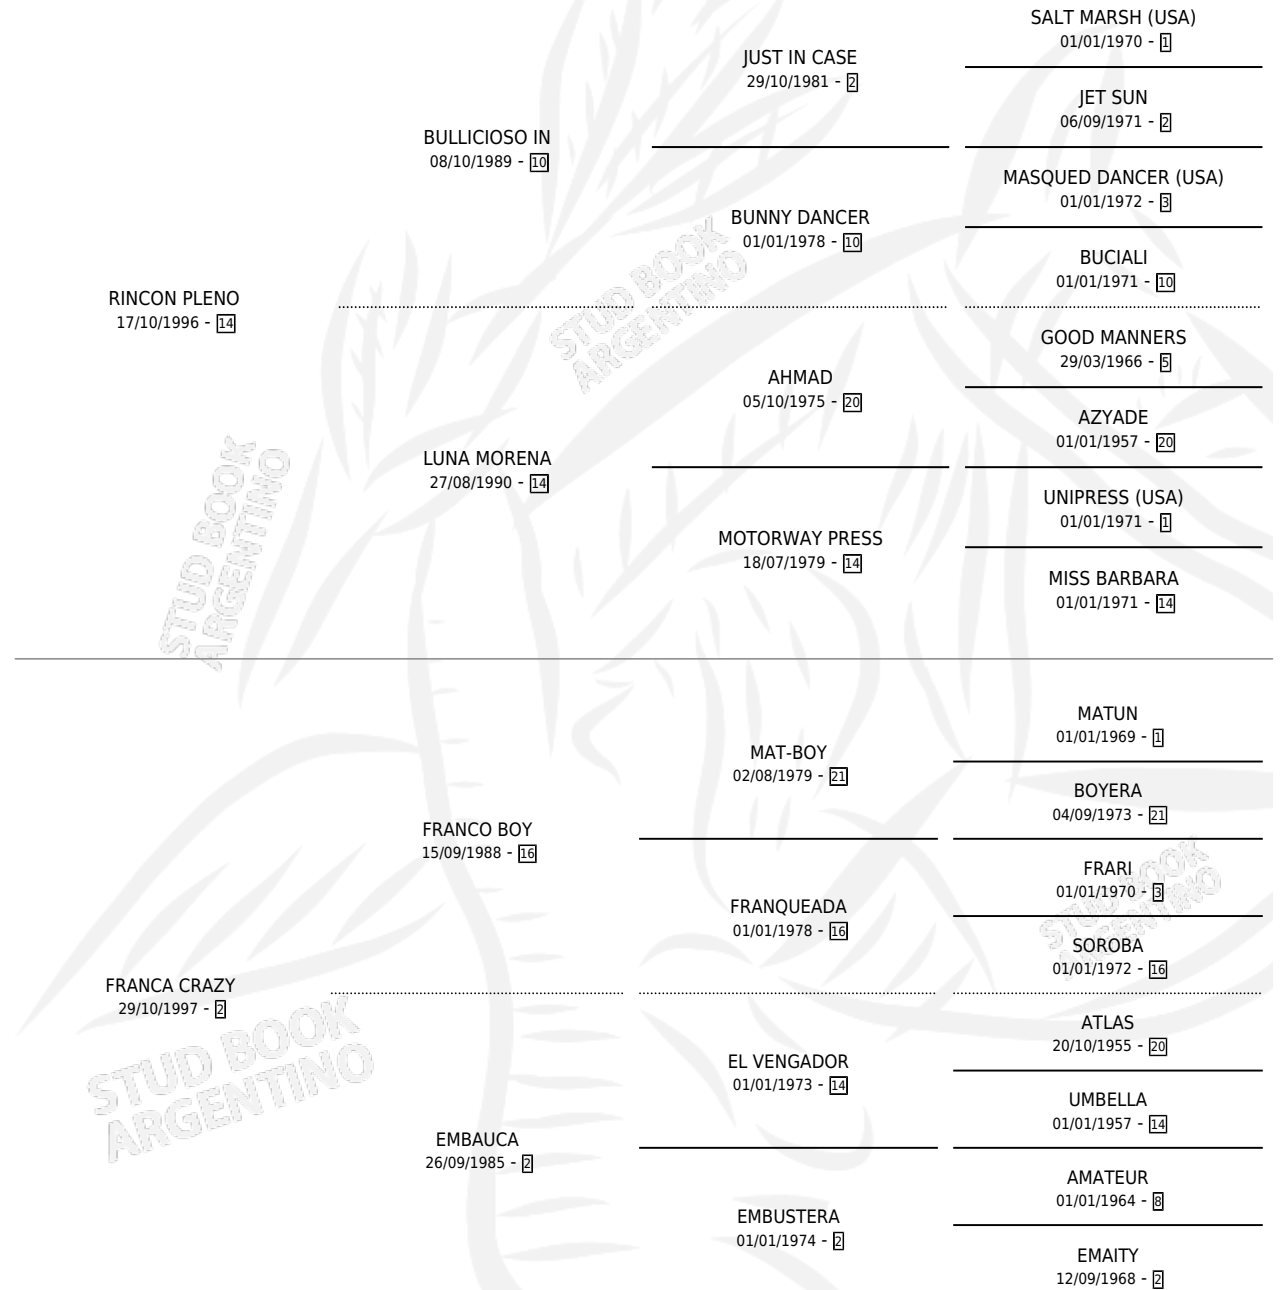 SALT MARSH (USA)
01/01/1970 - 1
JUST IN CASE
29/10/1981 - 2
JET SUN
06/09/1971 - 2
BULLICIOSO IN
08/10/1989 - 10
MASQUED DANCER (USA)
01/01/1972 - 3
BUNNY DANCER
01/01/1978 - 10
BUCIALI
01/01/1971 - 10
RINCON PLENO
17/10/1996 - 14
STUD BOOK
ARGENTINO
GOOD MANNERS
29/03/1966 - 5
AHMAD
05/10/1975 - 20
AZYADE
01/01/1957 - 20
LUNA MORENA
27/08/1990 - 14
UNIPRESS (USA)
01/01/1971 - 1
MOTORWAY PRESS
18/07/1979 - 14
MISS BARBARA
01/01/1971 - 14
STUD BOOK
ARGENTINO
MATUN
01/01/1969 - 1
MAT-BOY
02/08/1979 - 21
BOYERA
04/09/1973 - 21
FRANCO BOY
15/09/1988 - 16
FRARI
01/01/1970 - 3
FRANQUEADA
01/01/1978 - 16
SOROBA
01/01/1972 - 16
STUD BOOK
ARGENTINO
FRANCA CRAZY
29/10/1997 - 2
STUD BOOK
ARGENTINO
ATLAS
20/10/1955 - 20
EL VENGADOR
01/01/1973 - 14
UMBELLA
01/01/1957 - 14
EMBAUCA
26/09/1985 - 2
AMATEUR
01/01/1964 - 8
EMBUSTERA
01/01/1974 - 2
EMAITY
12/09/1968 - 2